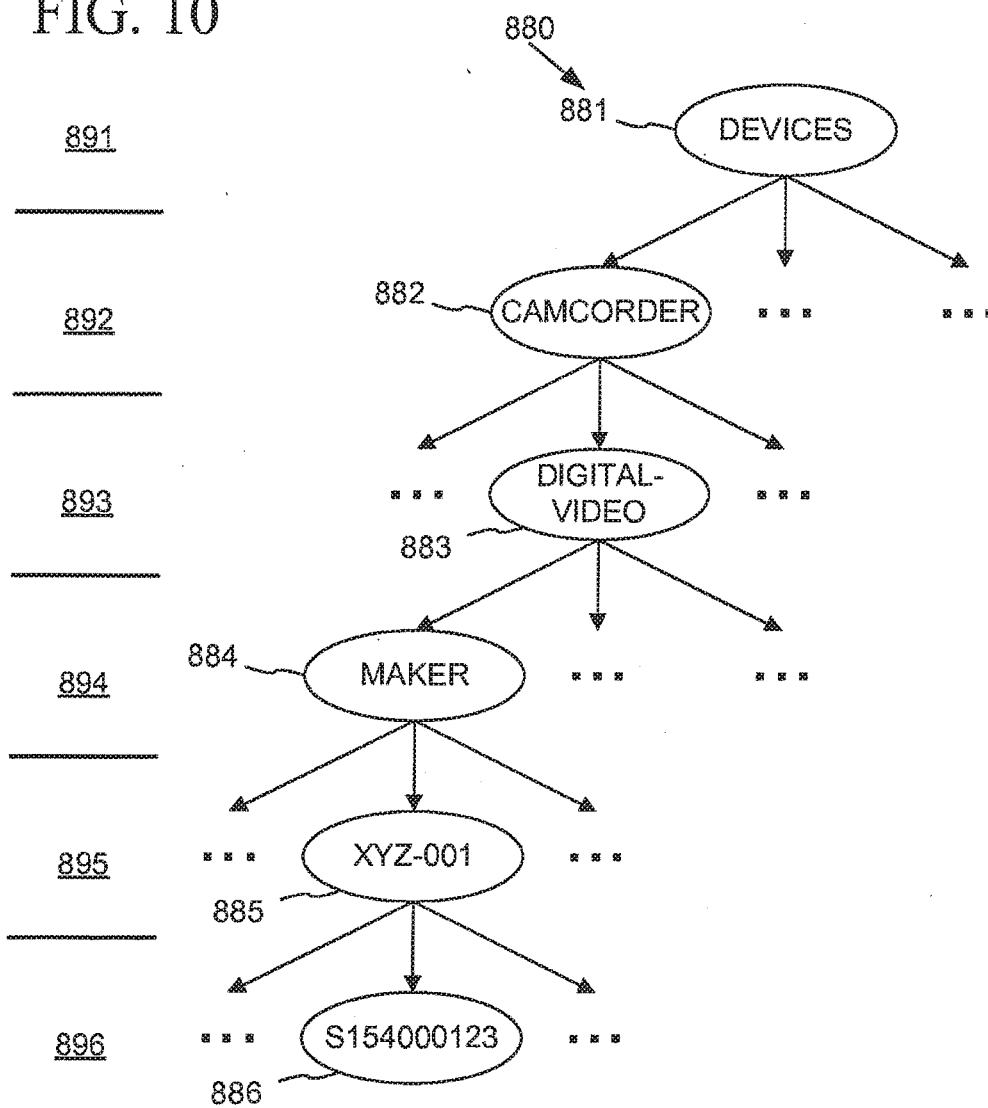 FIG. 10
880
881
DEVICES
891
882
CAMCORDER
...
...
892
...
DIGITAL-
VIDEO
...
893
883
884
MAKER
...
...
894
...
XYZ-001
...
895
885
...
S154000123
...
896
886